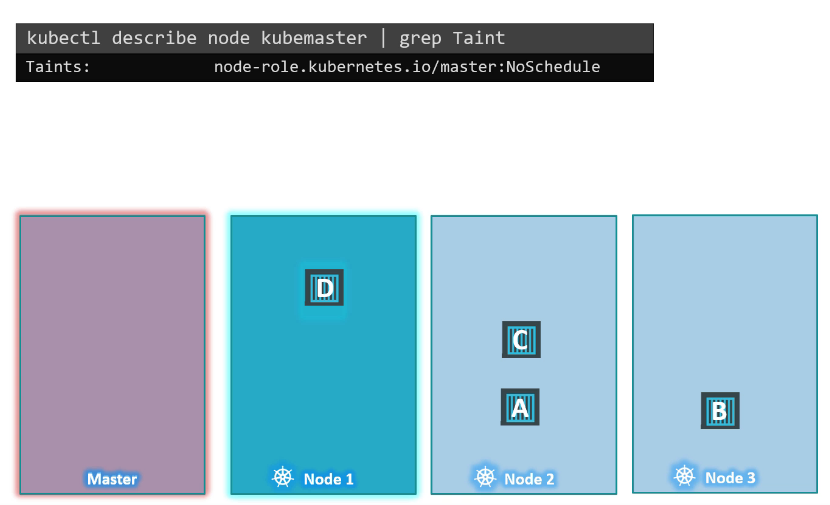 kubectl describe node kubemaster | grep Taint
Taints: node-role.kubernetes.io/master:NoSchedule
D
C
A
B
Master
Node 1
Node 2
Node 3